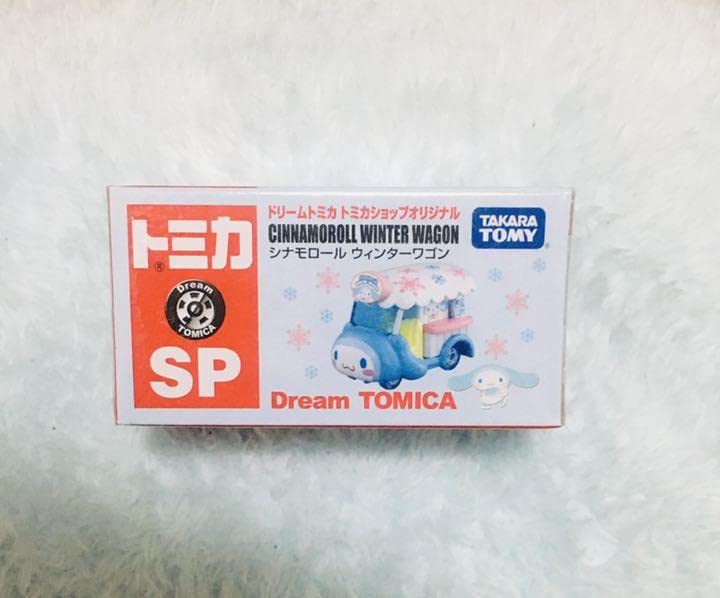 トミカ
®
Dream
TOMICA
SP
ドリームトミカ トミカショップオリジナル
CINNAMOROLL WINTER WAGON
シナモロール ウィンターワゴン
TAKARA
TOMY
®
Dream TOMICA